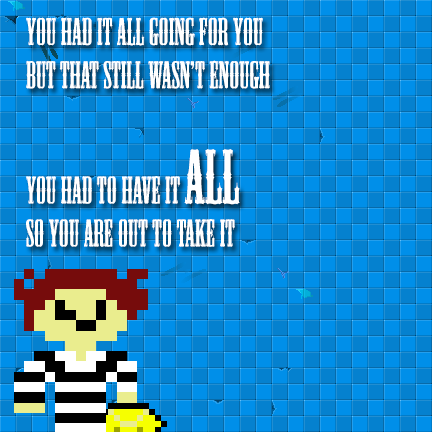 YOU HAD IT ALL GOING FOR YOU
BUT THAT STILL WASN'T ENOUGH
YOU HAD TO HAVE IT ALL
SO YOU ARE OUT TO TAKE IT